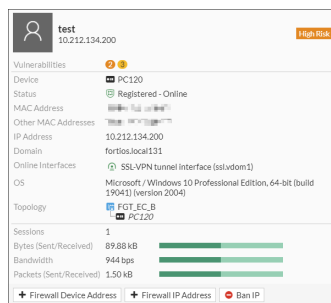 test
10.212.134.200
High Risk
Vulnerabilities 2 3
Device PC120
Status Registered - Online
MAC Address
Other MAC Addresses
IP Address 10.212.134.200
Domain fortios.local131
Online Interfaces SSL-VPN tunnel interface (ssl.vdom1)
OS Microsoft / Windows 10 Professional Edition, 64-bit (build
19041) (version 2004)
Topology FGT_EC_B
PC120
Sessions 1
Bytes (Sent/Received) 89.88 kB
Bandwidth 944 bps
Packets (Sent/Received) 1.50 kB
+ Firewall Device Address + Firewall IP Address Ban IP